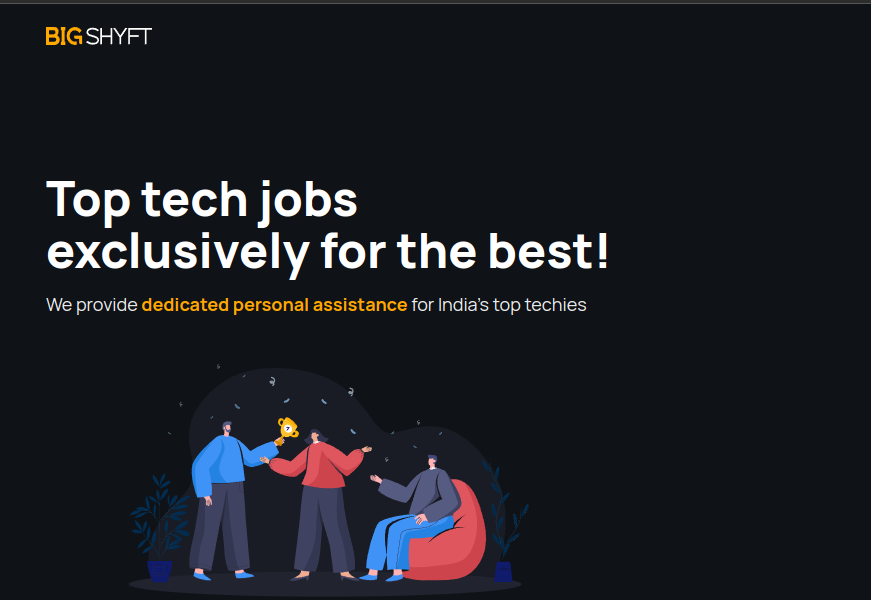 BIG SHYFT
Top tech jobs
exclusively for the best!
We provide dedicated personal assistance for India's top techies